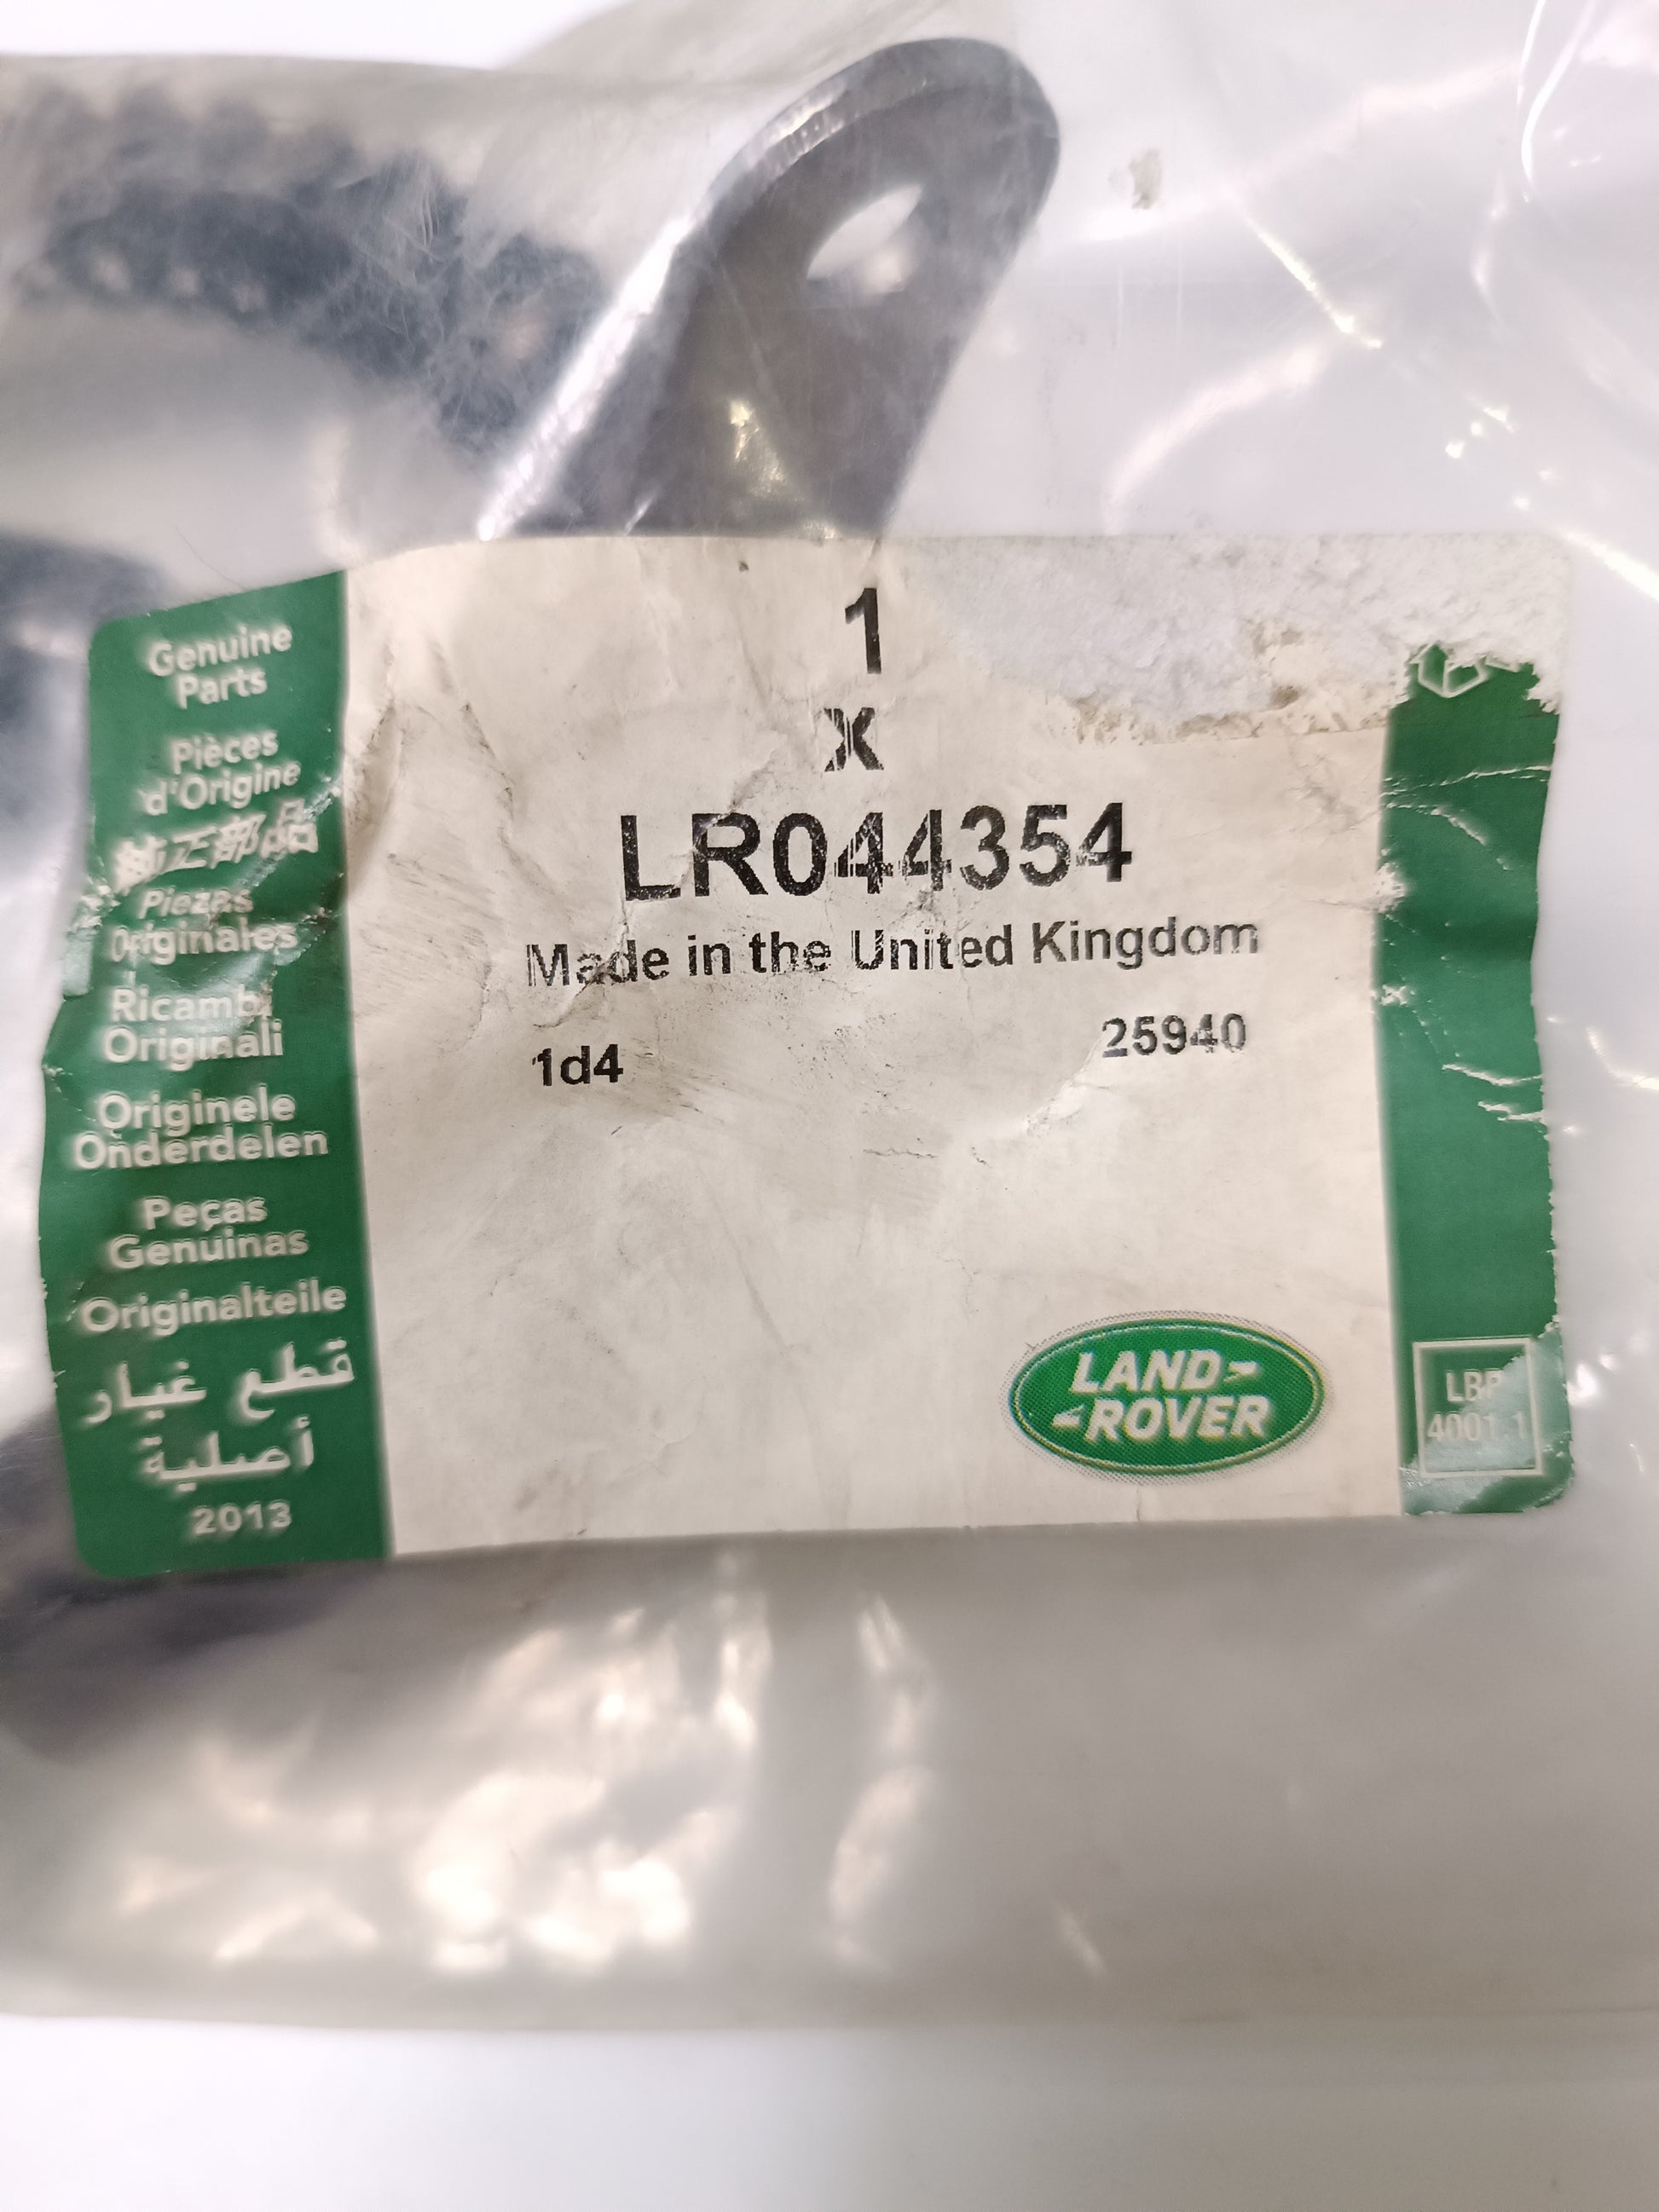 Genuine
Parts
Pièces
d'Origine
純正部品
Piezas
Originales
Ricambi
Originali
Originele
Onderdelen
Peças
Genuinas
Originalteile
قطع غيار
أصلية
2013
1
x
LR044354
Made in the United Kingdom
1d4
25940
LAND-
-ROVER
4001.1